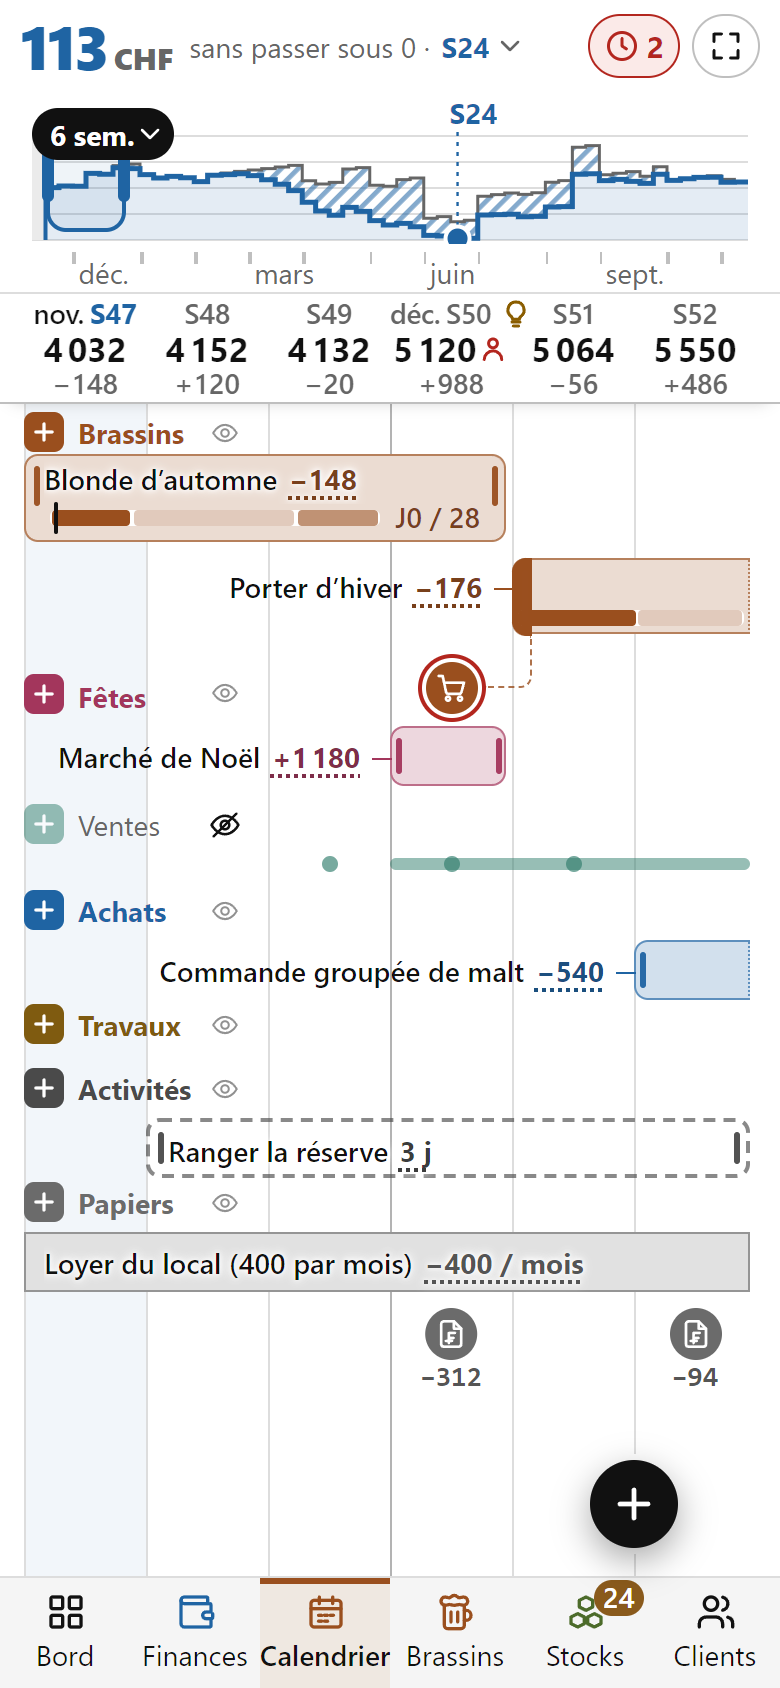 113 CHF sans passer sous 0 · S24
2
S24
6 sem.
déc. mars juin sept.
nov. S47 S48 S49 déc. S50 S51 S52
4 032 4 152 4 132 5 120 5 064 5 550
−148 +120 −20 +988 −56 +486
Brassins
Blonde d’automne −148
J0 / 28
Porter d’hiver −176
Fêtes
Marché de Noël +1 180
Ventes
Achats
Commande groupée de malt −540
Travaux
Activités
Ranger la réserve 3 j
Papiers
Loyer du local (400 par mois) −400 / mois
−312 −94
24
Bord Finances Calendrier Brassins Stocks Clients